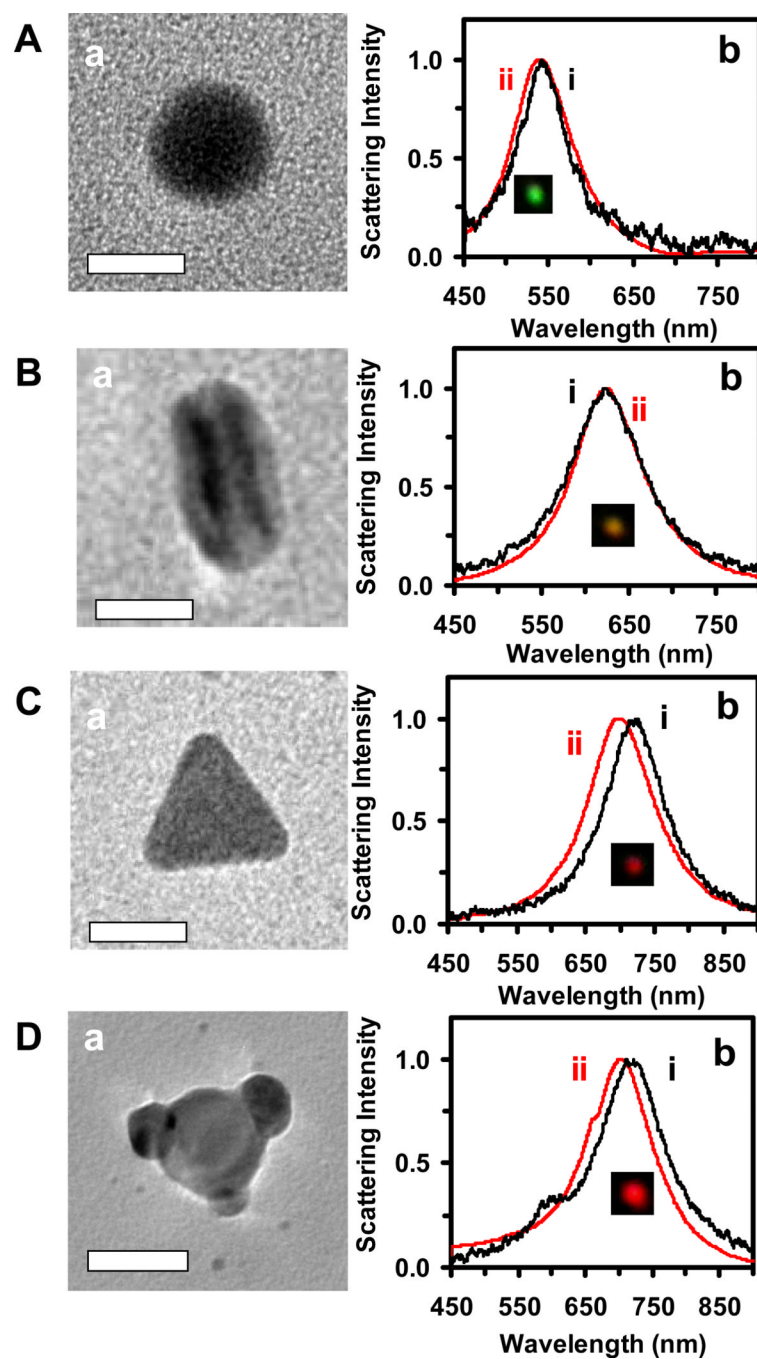 A
a
Scattering Intensity
b
ii
i
1.0
0.5
0.0
450 550 650 750
Wavelength (nm)
B
a
Scattering Intensity
b
i
ii
1.0
0.5
0.0
450 550 650 750
Wavelength (nm)
C
a
Scattering Intensity
b
ii
i
1.0
0.5
0.0
450 550 650 750 850
Wavelength (nm)
D
a
Scattering Intensity
b
ii
i
1.0
0.5
0.0
450 550 650 750 850
Wavelength (nm)